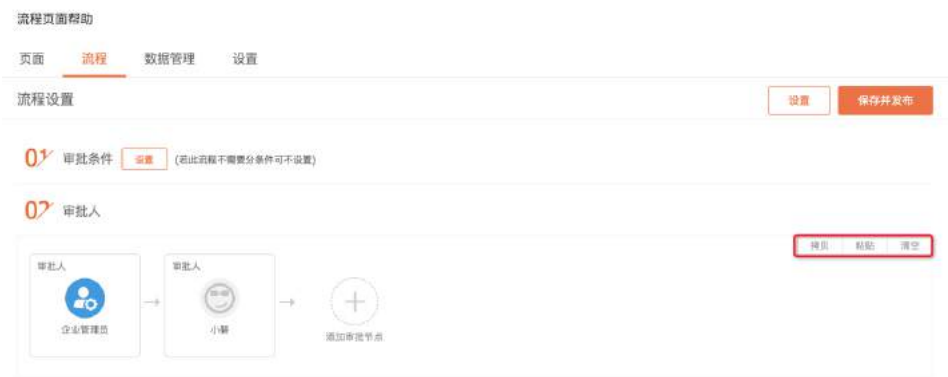 流程页面帮助
页面 流程 数据管理 设置
流程设置 设置 保存并发布
01 审批条件 设置 (若此流程不需要分条件可不设置)
02 审批人
拷贝 粘贴 清空
审批人 审批人
企业管理员 小磐 添加审批节点